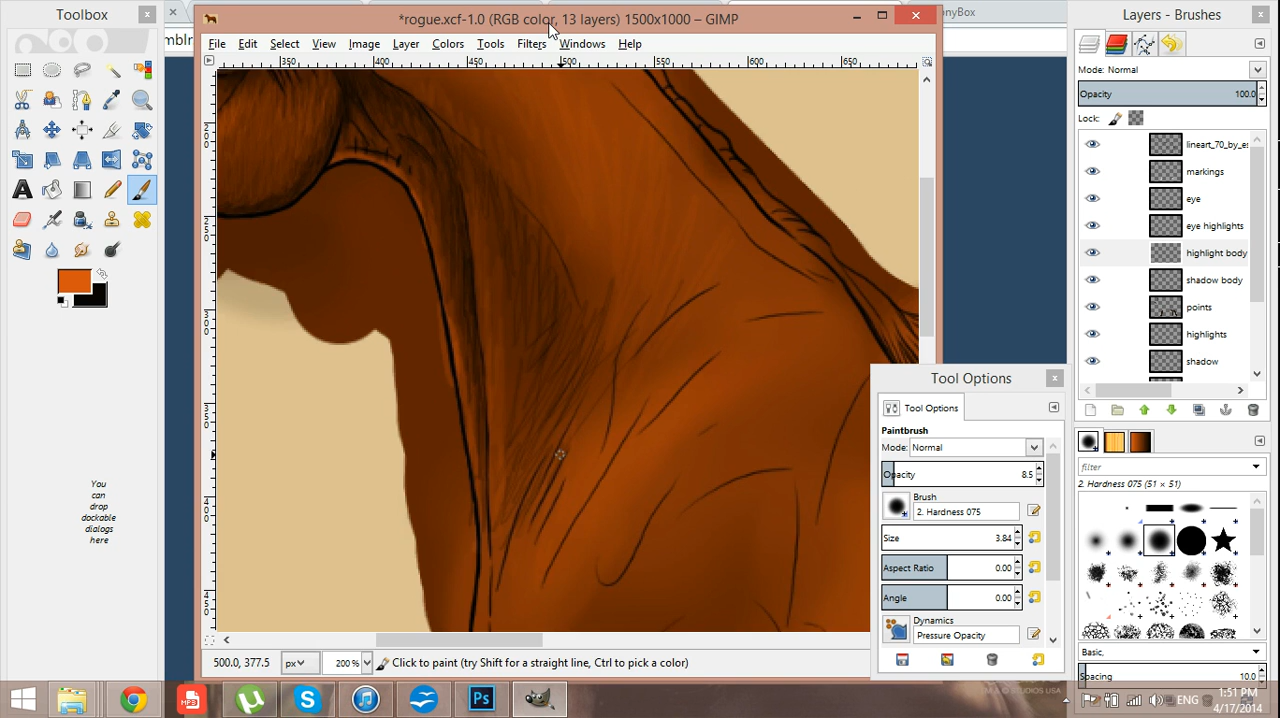 Toolbox
*rogue.xcf-1.0 (RGB color, 13 layers) 1500x1000 – GIMP
Layers - Brushes
File Edit Select View Image Layer Colors Tools Filters Windows Help
350 400 450 500 550 600 650
Mode: Normal
Opacity 100.0
Lock:
markings
eye
eye highlights
highlight body
shadow body
points
highlights
shadow
You
can
drop
dockable
dialogs
here
Tool Options
Tool Options
Paintbrush
Mode: Normal
Opacity 8.5
Brush
2. Hardness 075
Size 3.84
Aspect Ratio 0.00
Angle 0.00
Dynamics
Pressure Opacity
filter
2. Hardness 075 (51 × 51)
Basic,
Spacing 10.0
500.0, 377.5 px 200 % Click to paint (try Shift for a straight line, Ctrl to pick a color)
MP3
Ps
ENG
1:51 PM
4/17/2014